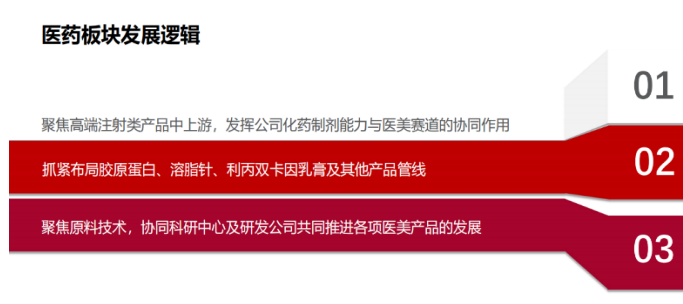 医药板块发展逻辑
01
聚焦高端注射类产品中上游，发挥公司化药制剂能力与医美赛道的协同作用
02
抓紧布局胶原蛋白、溶脂针、利丙双卡因乳膏及其他产品管线
聚焦原料技术，协同科研中心及研发公司共同推进各项医美产品的发展
03